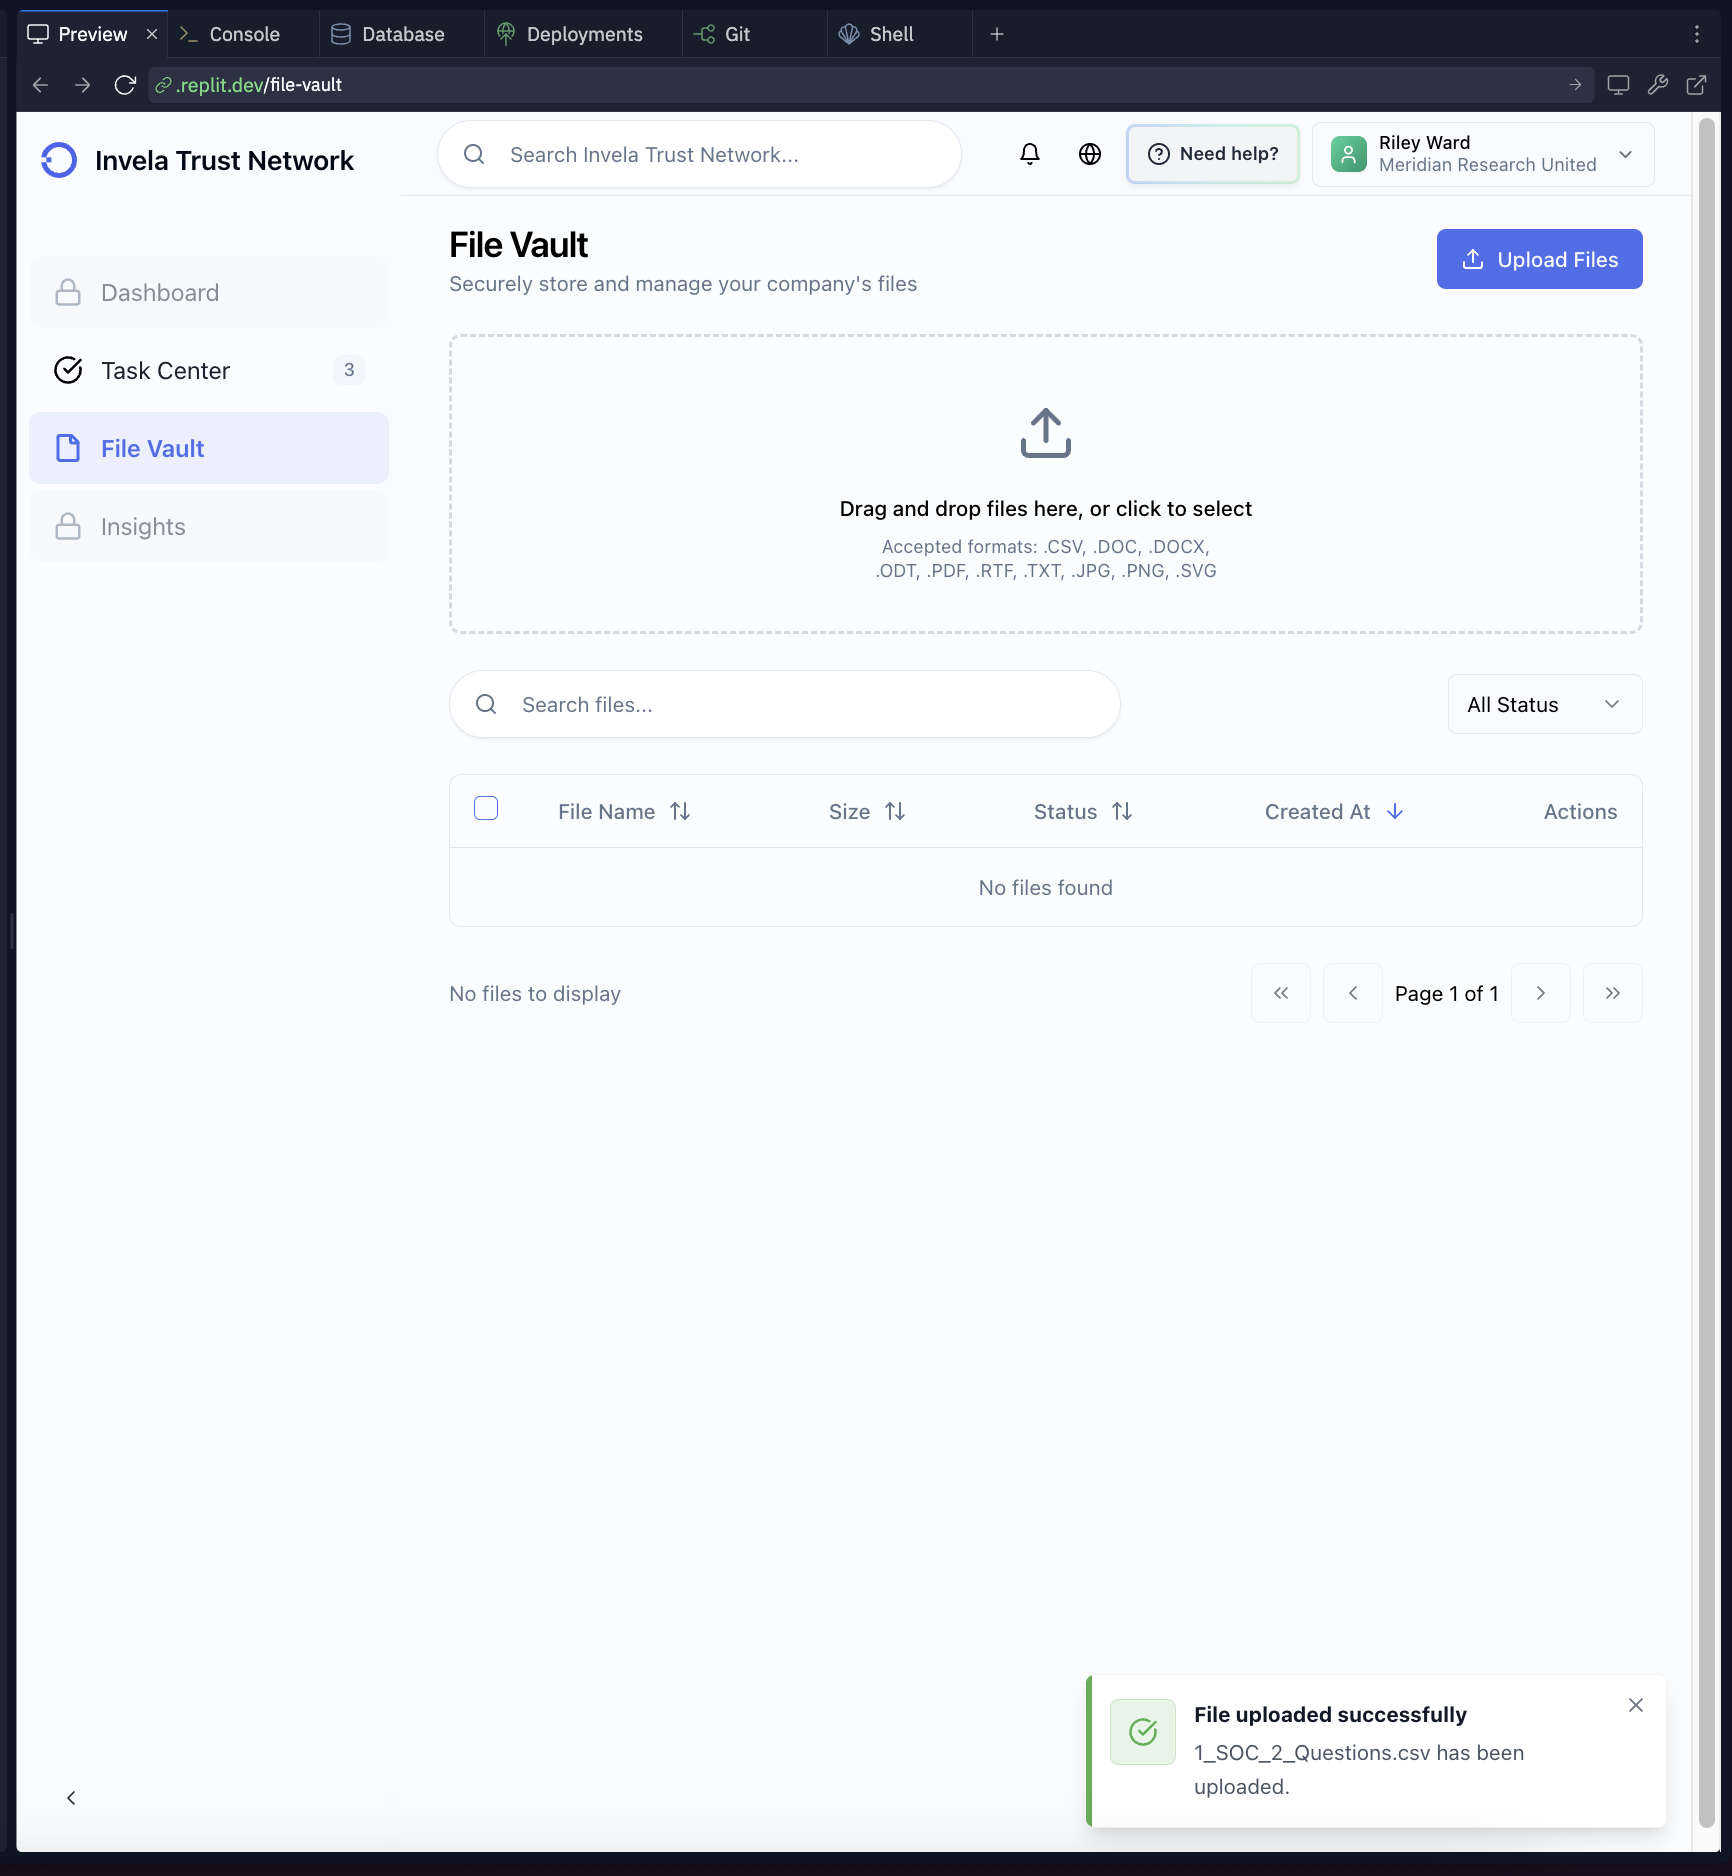 Preview
Console
Database
Deployments
Git
Shell
.replit.dev/file-vault
Invela Trust Network
Search Invela Trust Network...
Need help?
Riley Ward
Meridian Research United
Dashboard
Task Center
3
File Vault
Insights
File Vault
Securely store and manage your company's files
Upload Files
Drag and drop files here, or click to select
Accepted formats: .CSV, .DOC, .DOCX,
.ODT, .PDF, .RTF, .TXT, .JPG, .PNG, .SVG
Search files...
All Status
File Name
Size
Status
Created At
Actions
No files found
No files to display
Page 1 of 1
File uploaded successfully
1_SOC_2_Questions.csv has been
uploaded.